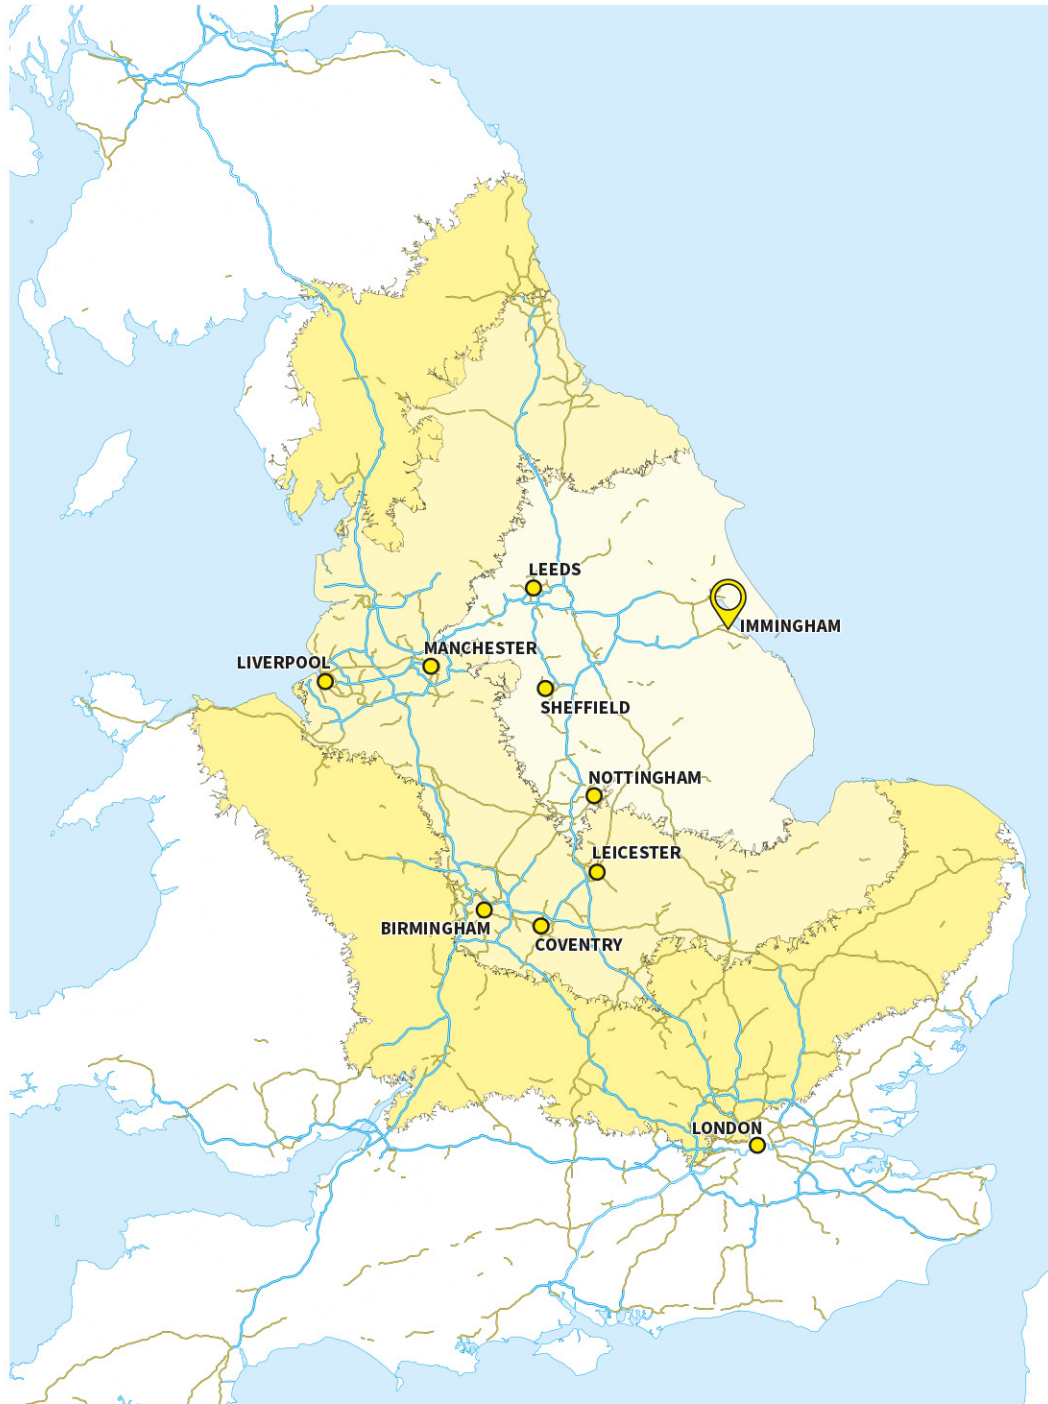 LEEDS
IMMINGHAM
MANCHESTER
LIVERPOOL
SHEFFIELD
NOTTINGHAM
LEICESTER
BIRMINGHAM
COVENTRY
LONDON